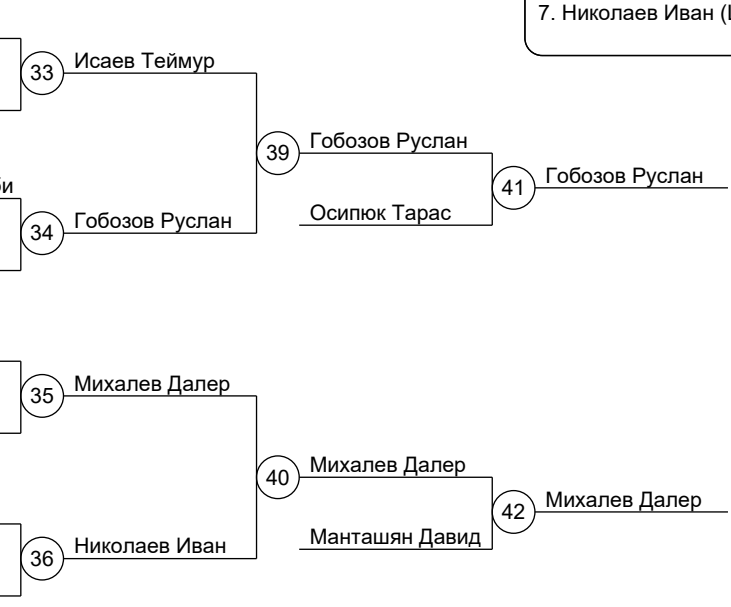 7. Николаев Иван
33
Исаев Теймур
39
Гобозов Руслан
41
Гобозов Руслан
34
Гобозов Руслан
Осипюк Тарас
35
Михалев Далер
40
Михалев Далер
42
Михалев Далер
36
Николаев Иван
Манташян Давид